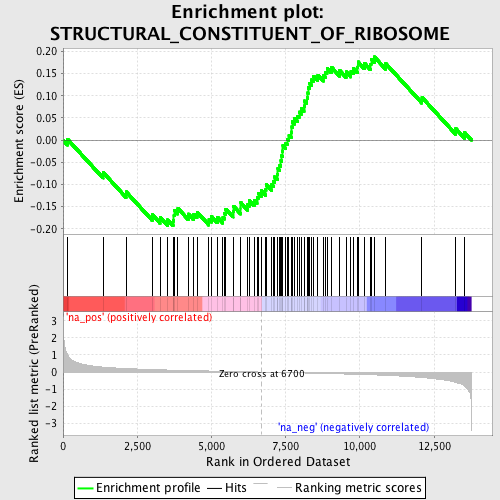 Enrichment plot:
STRUCTURAL_CONSTITUENT_OF_RIBOSOME
Enrichment score (ES)
0.20
0.15
0.10
0.05
0.00
-0.05
-0.10
-0.15
-0.20
'na_pos' (positively correlated)
Ranked list metric (PreRanked)
3
2
1
0
-1
-2
-3
Zero cross at 6700
'na_neg' (negatively correlated)
0
2,500
5,000
7,500
10,000
12,500
Rank in Ordered Dataset
Enrichment profile
Hits
Ranking metric scores